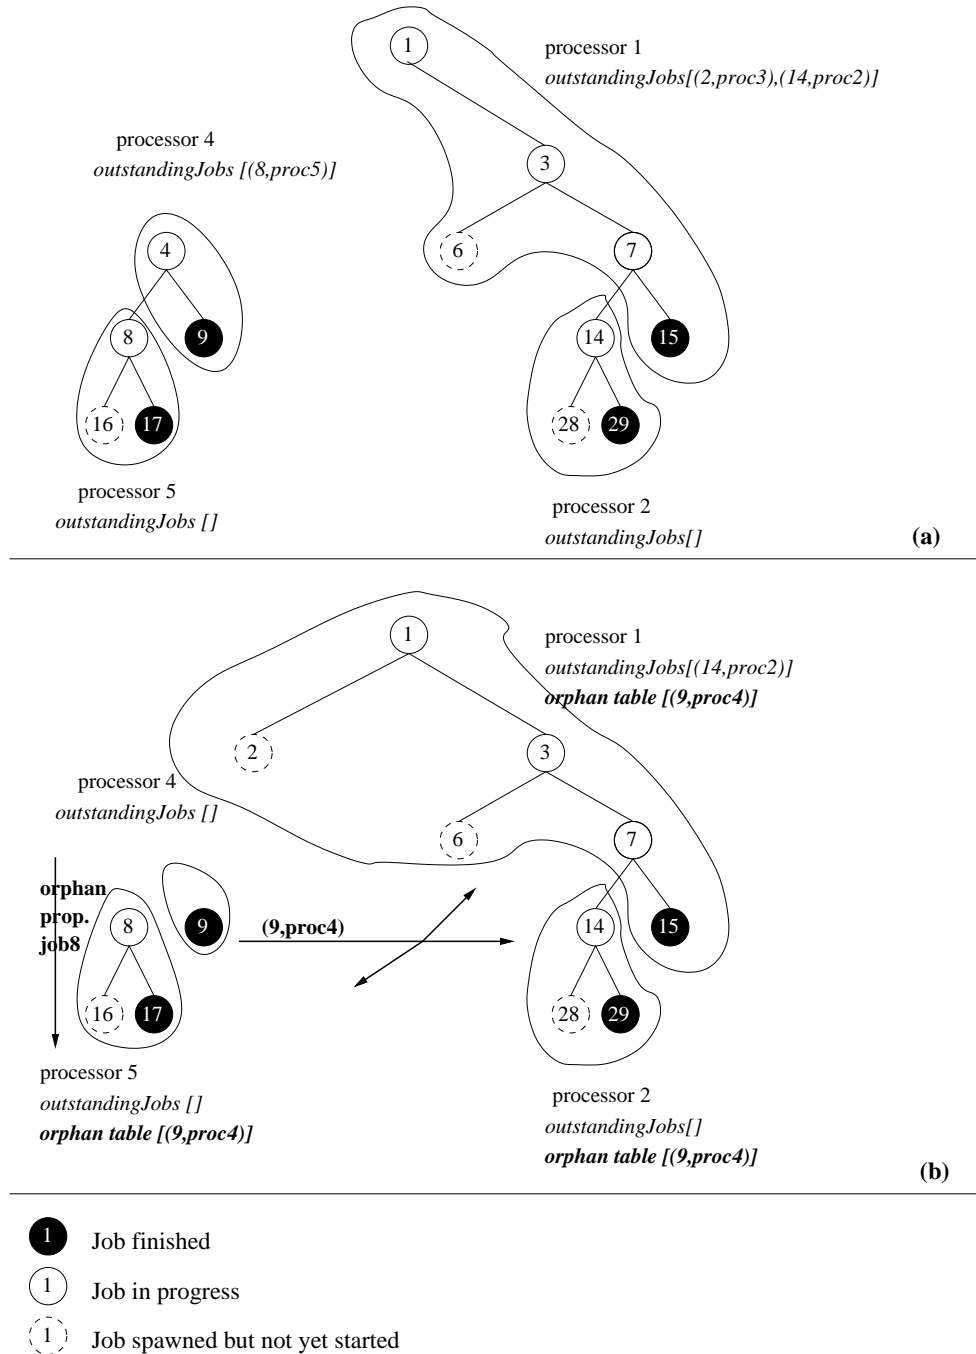 1
processor 1
outstandingJobs[(2,proc3),(14,proc2)]
processor 4
outstandingJobs [(8,proc5)]
3
4
6
7
8
9
14
15
16
17
28
29
processor 5
outstandingJobs []
processor 2
outstandingJobs[]
(a)
1
processor 1
outstandingJobs[(14,proc2)]
orphan table [(9,proc4)]
2
3
processor 4
outstandingJobs []
6
7
orphan
prop.
job8
8
9
(9,proc4)
14
15
16
17
28
29
processor 5
outstandingJobs []
orphan table [(9,proc4)]
processor 2
outstandingJobs[]
orphan table [(9,proc4)]
(b)
1 Job finished
1 Job in progress
1 Job spawned but not yet started